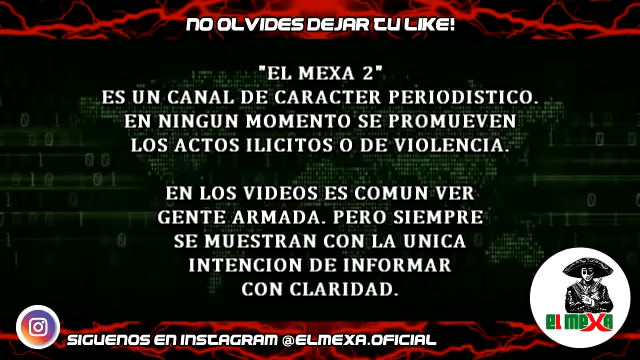 NO OLVIDES DEJAR TU LIKE!
"EL MEXA 2"
ES UN CANAL DE CARACTER PERIODISTICO.
EN NINGUN MOMENTO SE PROMUEVEN
LOS ACTOS ILICITOS O DE VIOLENCIA.
EN LOS VIDEOS ES COMUN VER
GENTE ARMADA. PERO SIEMPRE
SE MUESTRAN CON LA UNICA
INTENCION DE INFORMAR
CON CLARIDAD.
EL MEXA
SIGUENOS EN INSTAGRAM @ELMEXA.OFICIAL